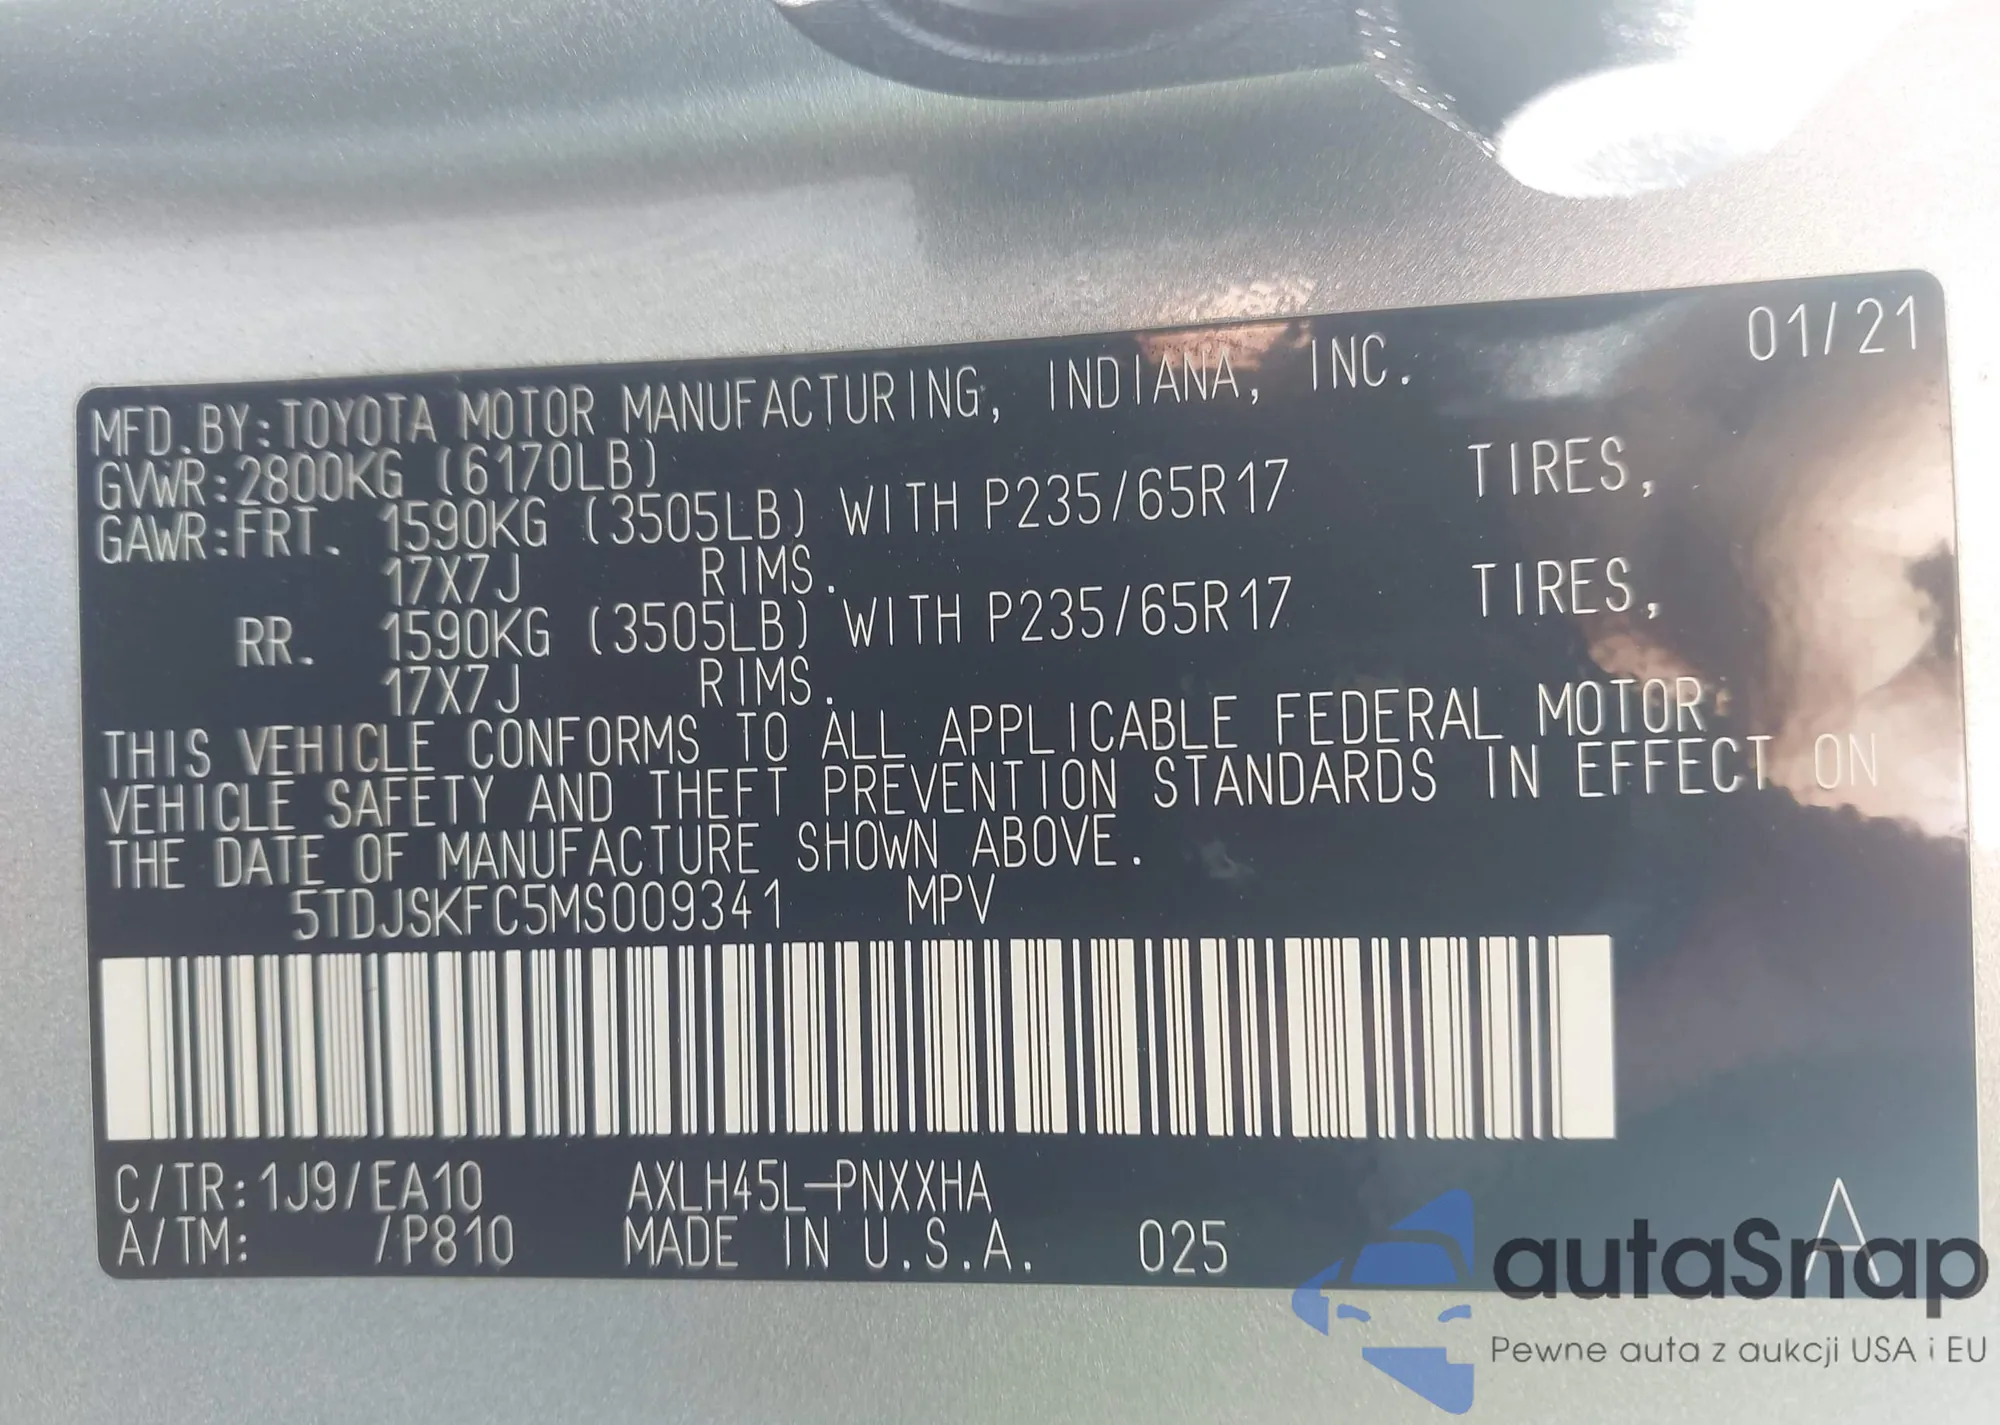 01/21
MFD.BY:TOYOTA MOTOR MANUFACTURING, INDIANA, INC.
GVWR:2800KG (6170LB)
GAWR:FRT. 1590KG (3505LB) WITH P235/65R17 TIRES,
17X7J RIMS.
RR. 1590KG (3505LB) WITH P235/65R17 TIRES,
17X7J RIMS.
THIS VEHICLE CONFORMS TO ALL APPLICABLE FEDERAL MOTOR
VEHICLE SAFETY AND THEFT PREVENTION STANDARDS IN EFFECT ON
THE DATE OF MANUFACTURE SHOWN ABOVE.
5TDJSKFC5MS009341 MPV
C/TR:1J9/EA10 AXLH45L-PNXXHA
A/TM: /P810 MADE IN U.S.A. 025 A
autaSnap
Pewne auta z aukcji USA i EU